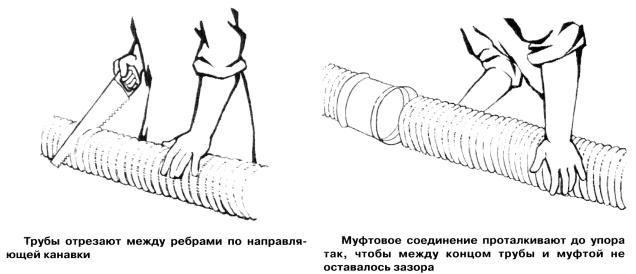 Трубы отрезают между ребрами по направля-
ющей канавки
Муфтовое соединение проталкивают до упора
так, чтобы между концом трубы и муфтой не
оставалось зазора